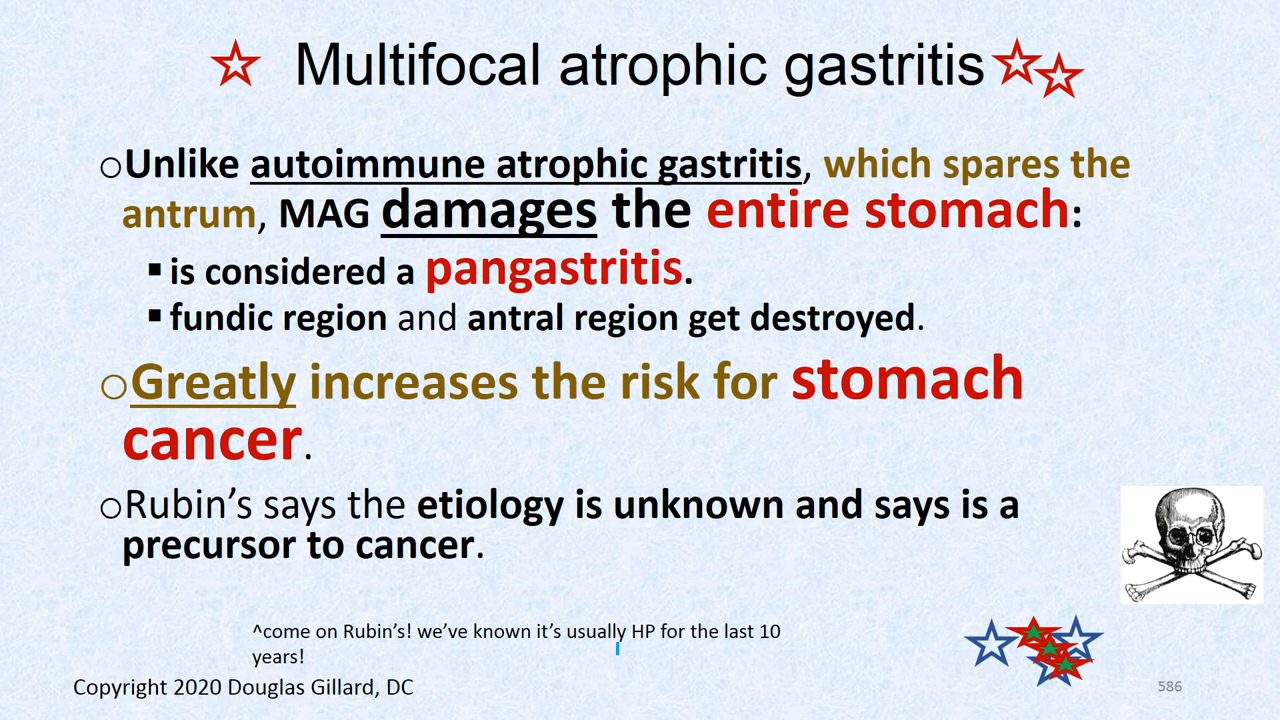 Multifocal atrophic gastritis
○Unlike autoimmune atrophic gastritis, which spares the
antrum, MAG damages the entire stomach:
▪is considered a pangastritis.
▪fundic region and antral region get destroyed.
○Greatly increases the risk for stomach
cancer.
○Rubin’s says the etiology is unknown and says is a
precursor to cancer.
^come on Rubin’s! we’ve known it’s usually HP for the last 10
years!
Copyright 2020 Douglas Gillard, DC
586